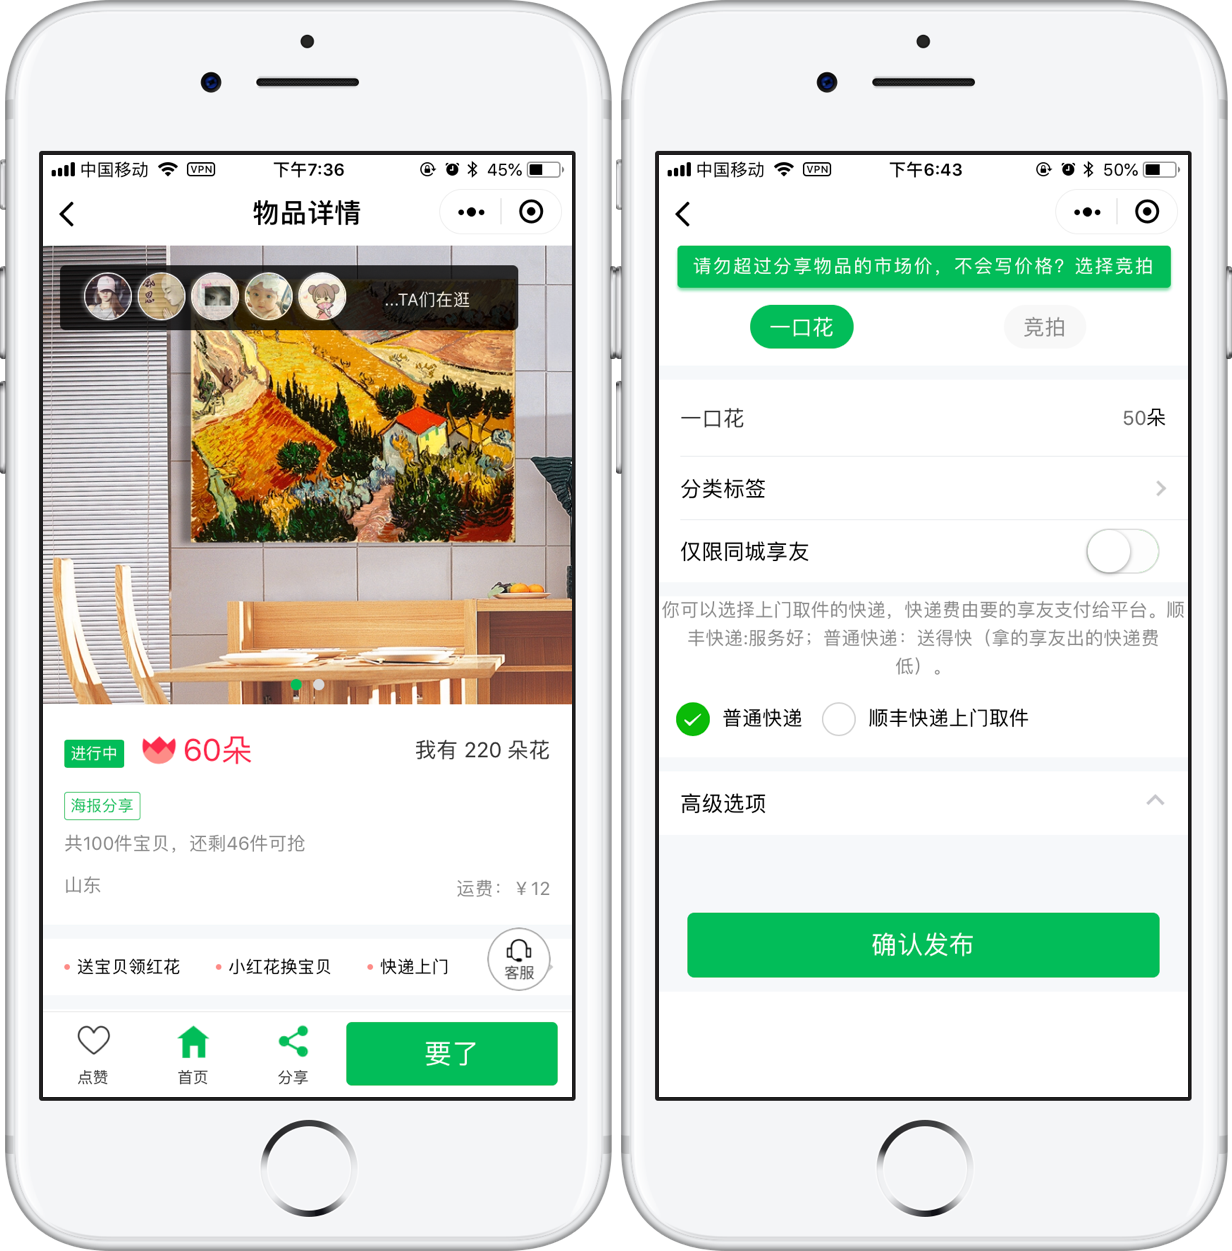 中国移动 VPN 下午7:36 45%
物品详情
...TA们在逛
进行中 60朵 我有 220 朵花
海报分享
共100件宝贝，还剩46件可抢
山东 运费：￥12
送宝贝领红花 小红花换宝贝 快递上门
客服
要了
点赞 首页 分享
中国移动 VPN 下午6:43 50%
请勿超过分享物品的市场价，不会写价格？选择竞拍
一口花 竞拍
一口花 50朵
分类标签
仅限同城享友
你可以选择上门取件的快递，快递费由要的享友支付给平台。顺
丰快递:服务好；普通快递：送得快（拿的享友出的快递费
低）。
普通快递 顺丰快递上门取件
高级选项
确认发布